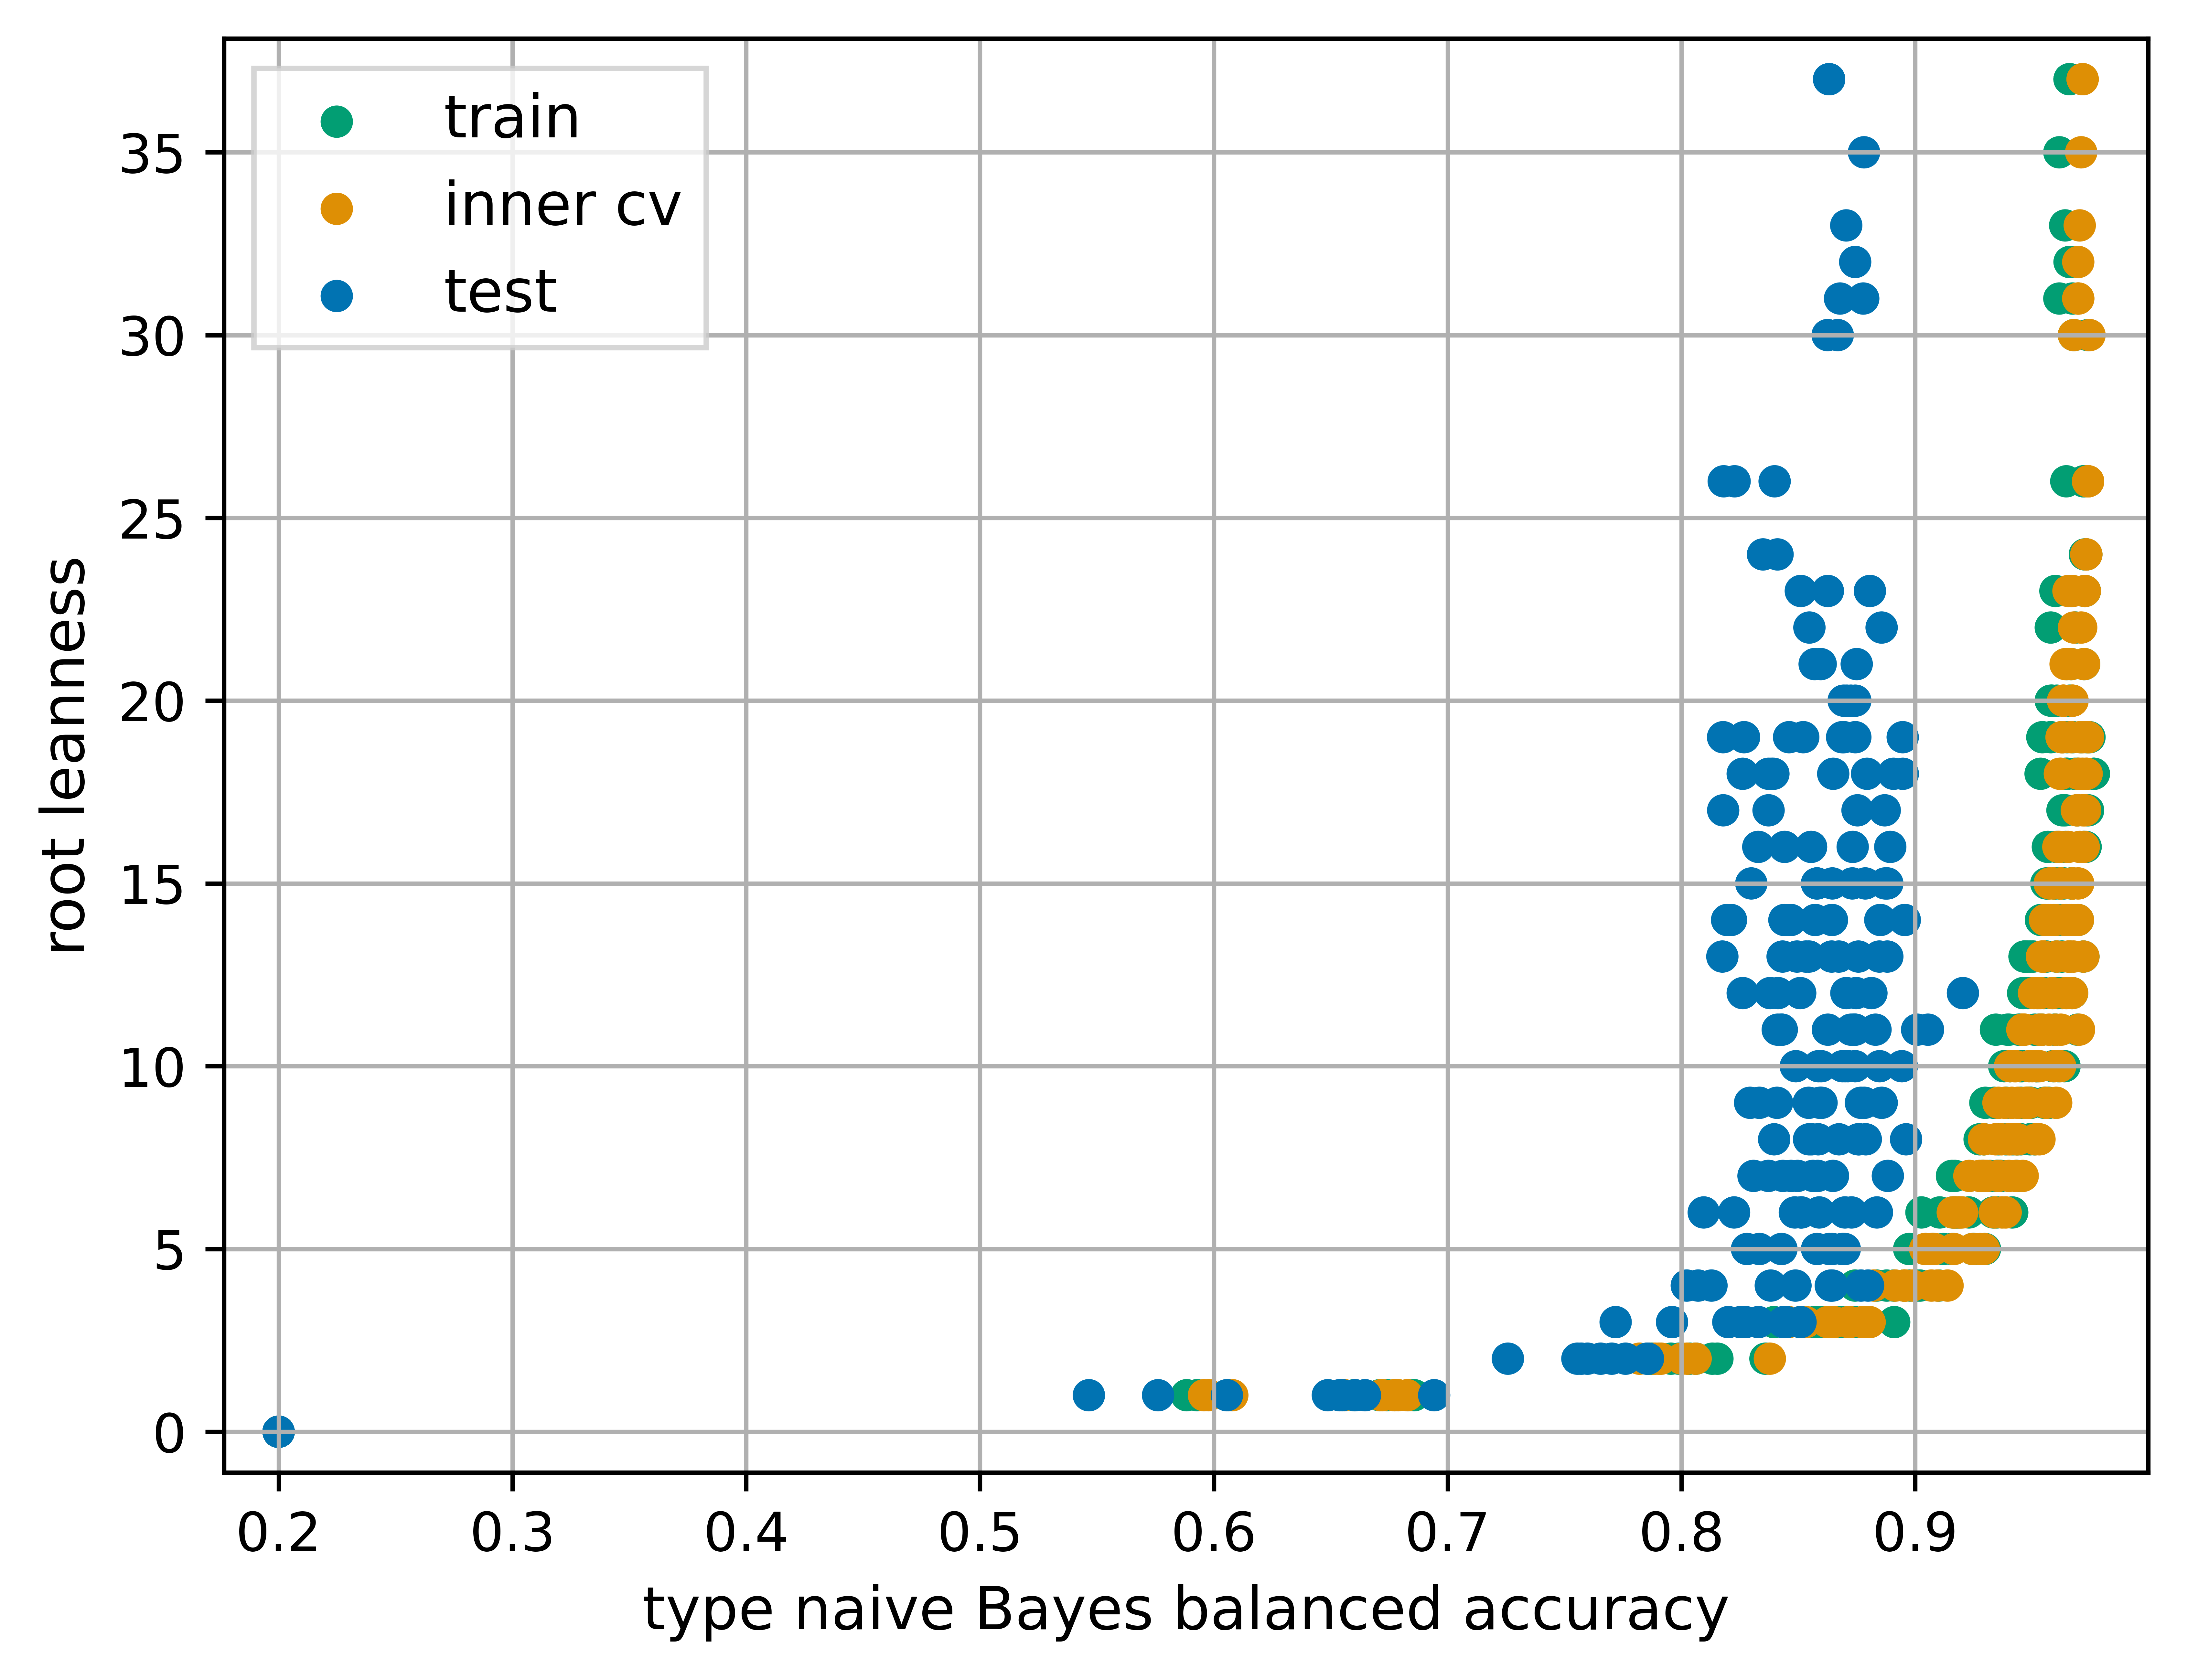 train
inner cv
test
35
30
25
20
15
10
5
0
root leanness
0.2 0.3 0.4 0.5 0.6 0.7 0.8 0.9
type naive Bayes balanced accuracy